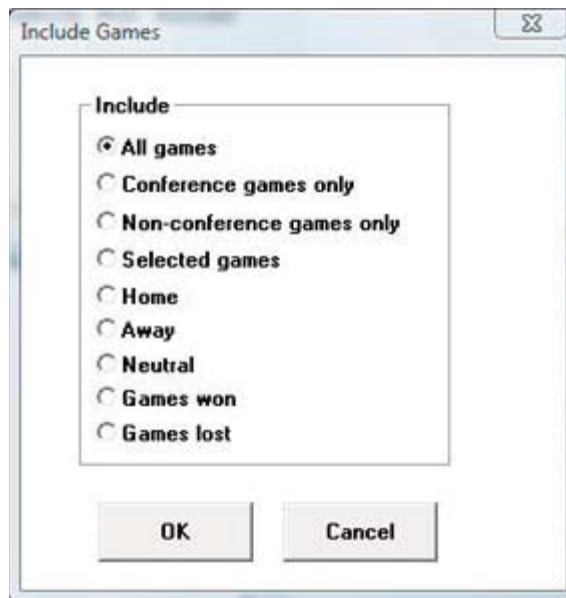 Include Games
Include
All games
Conference games only
Non-conference games only
Selected games
Home
Away
Neutral
Games won
Games lost
OK
Cancel